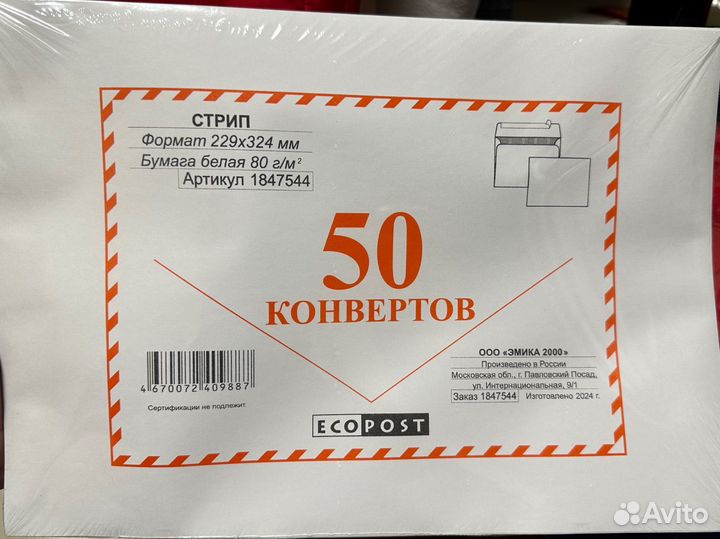 СТРИП
Формат 229х324 мм
Бумага белая 80 г/м²
Артикул 1847544
50
КОНВЕРТОВ
4 670072 409887
Сертификации не подлежит.
ООО «ЭМИКА 2000»
Произведено в России
Московская обл., г. Павловский Посад,
ул. Интернациональная, 9/1
Заказ 1847544 Изготовлено 2024 г.
ECOPOST
Avito